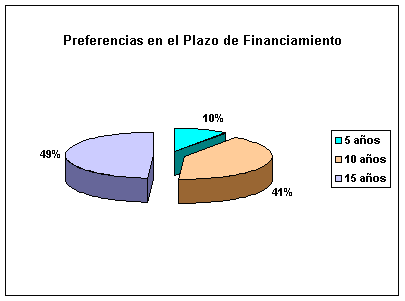 Preferencias en el Plazo de Financiamiento
10%
49%
41%
5 años
10 años
15 años